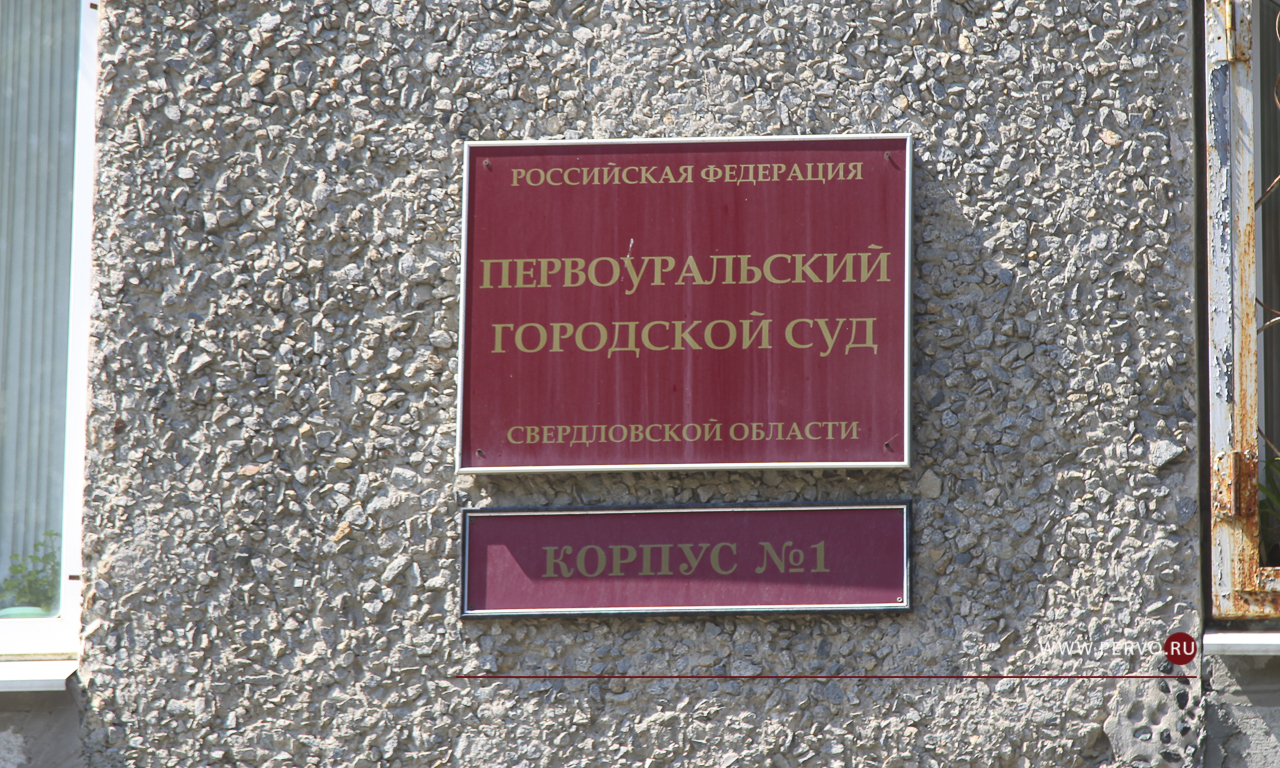 РОССИЙСКАЯ ФЕДЕРАЦИЯ
ПЕРВОУРАЛЬСКИЙ
ГОРОДСКОЙ СУД
СВЕРДЛОВСКОЙ ОБЛАСТИ
КОРПУС №1
WWW.PERVO.RU